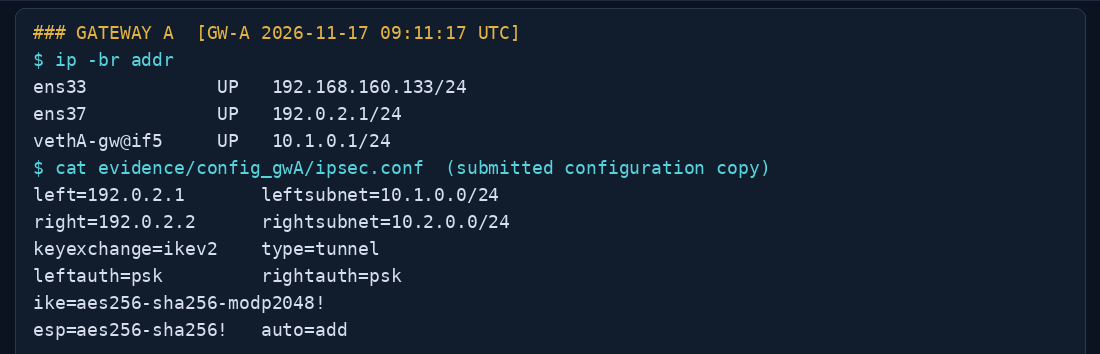 ### GATEWAY A  [GW-A 2026-11-17 09:11:17 UTC]
$ ip -br addr
ens33            UP   192.168.160.133/24
ens37            UP   192.0.2.1/24
vethA-gw@if5     UP   10.1.0.1/24
$ cat evidence/config_gwA/ipsec.conf  (submitted configuration copy)
left=192.0.2.1       leftsubnet=10.1.0.0/24
right=192.0.2.2      rightsubnet=10.2.0.0/24
keyexchange=ikev2    type=tunnel
leftauth=psk         rightauth=psk
ike=aes256-sha256-modp2048!
esp=aes256-sha256!   auto=add